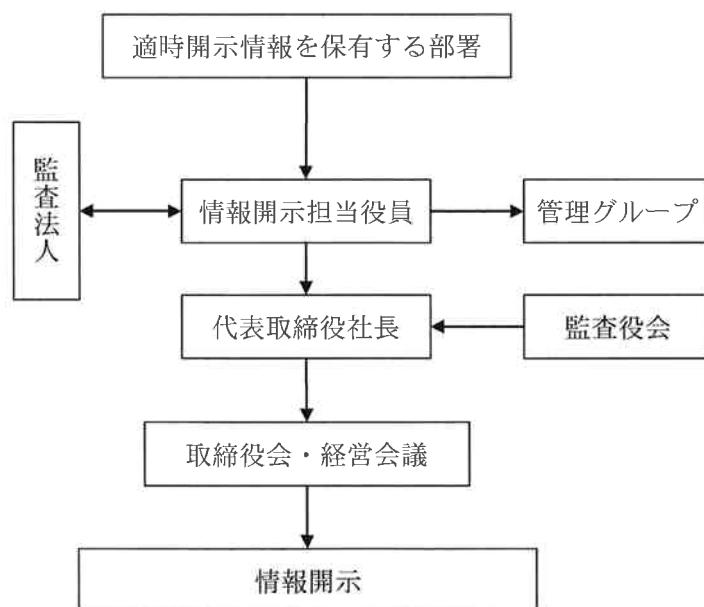 適時開示情報を保有する部署
監査法人
情報開示担当役員
管理グループ
代表取締役社長
監査役会
取締役会・経営会議
情報開示